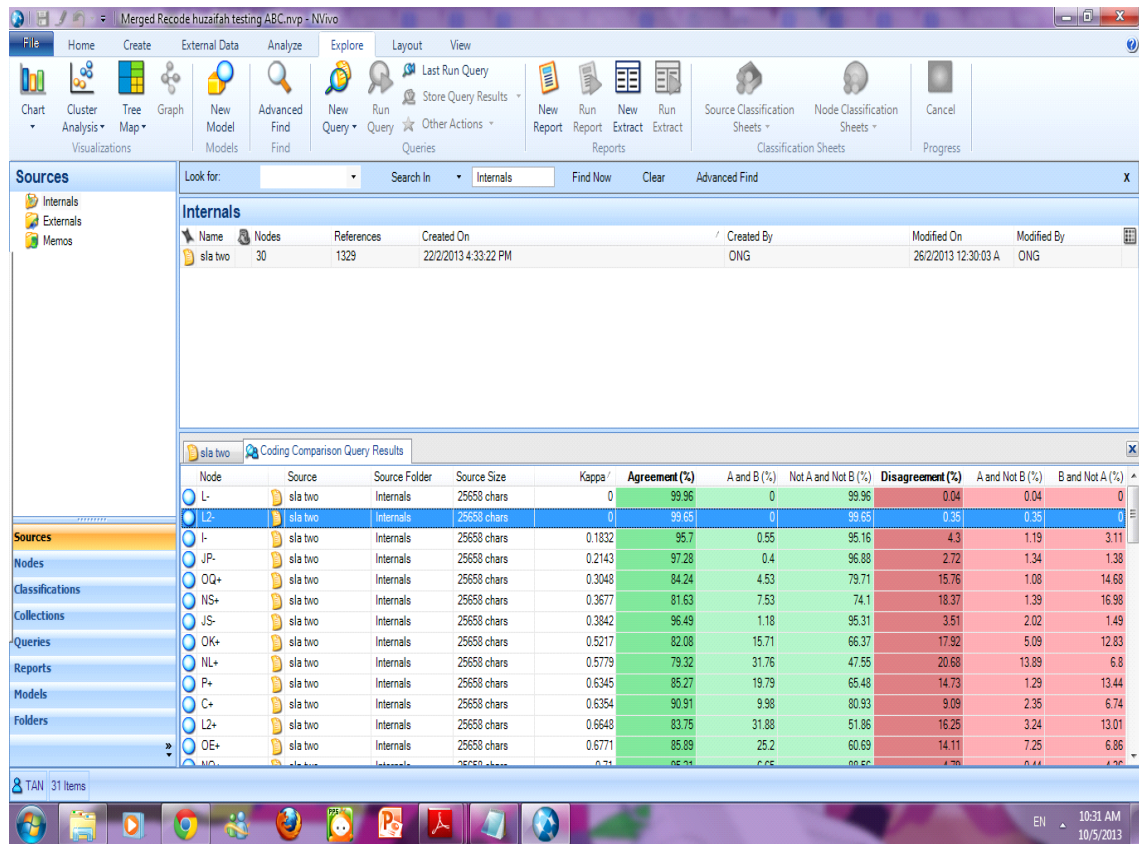 Merged Recode huzaifah testing ABC.nvp - NVivo
File Home Create External Data Analyze Explore Layout View
Chart Cluster Analysis Tree Map Graph New Model Advanced Find New Query Run Query Last Run Query Store Query Results Other Actions New Report Run Report New Extract Run Extract Source Classification Sheets Node Classification Sheets Cancel
Visualizations Models Find Queries Reports Classification Sheets Progress
Sources
Internals
Externals
Memos
Look for: Search In Internals Find Now Clear Advanced Find x
Internals
Name Nodes References Created On Created By Modified On Modified By
sla two 30 1329 22/2/2013 4:33:22 PM ONG 26/2/2013 12:30:03 A ONG
sla two Coding Comparison Query Results
Node Source Source Folder Source Size Kappa Agreement (%) A and B (%) Not A and Not B (%) Disagreement (%) A and Not B (%) B and Not A (%)
L- sla two Internals 25658 chars 0 99.96 0 99.96 0.04 0.04 0
L2- sla two Internals 25658 chars 0 99.65 0 99.65 0.35 0.35 0
I- sla two Internals 25658 chars 0.1832 95.7 0.55 95.16 4.3 1.19 3.11
JP- sla two Internals 25658 chars 0.2143 97.28 0.4 96.88 2.72 1.34 1.38
OQ+ sla two Internals 25658 chars 0.3048 84.24 4.53 79.71 15.76 1.08 14.68
NS+ sla two Internals 25658 chars 0.3677 81.63 7.53 74.1 18.37 1.39 16.98
JS- sla two Internals 25658 chars 0.3842 96.49 1.18 95.31 3.51 2.02 1.49
OK+ sla two Internals 25658 chars 0.5217 82.08 15.71 66.37 17.92 5.09 12.83
NL+ sla two Internals 25658 chars 0.5779 79.32 31.76 47.55 20.68 13.89 6.8
P+ sla two Internals 25658 chars 0.6345 85.27 19.79 65.48 14.73 1.29 13.44
C+ sla two Internals 25658 chars 0.6354 90.91 9.98 80.93 9.09 2.35 6.74
L2+ sla two Internals 25658 chars 0.6648 83.75 31.88 51.86 16.25 3.24 13.01
OE+ sla two Internals 25658 chars 0.6771 85.89 25.2 60.69 14.11 7.25 6.86
Sources
Nodes
Classifications
Collections
Queries
Reports
Models
Folders
TAN 31 Items
EN 10:31 AM
10/5/2013